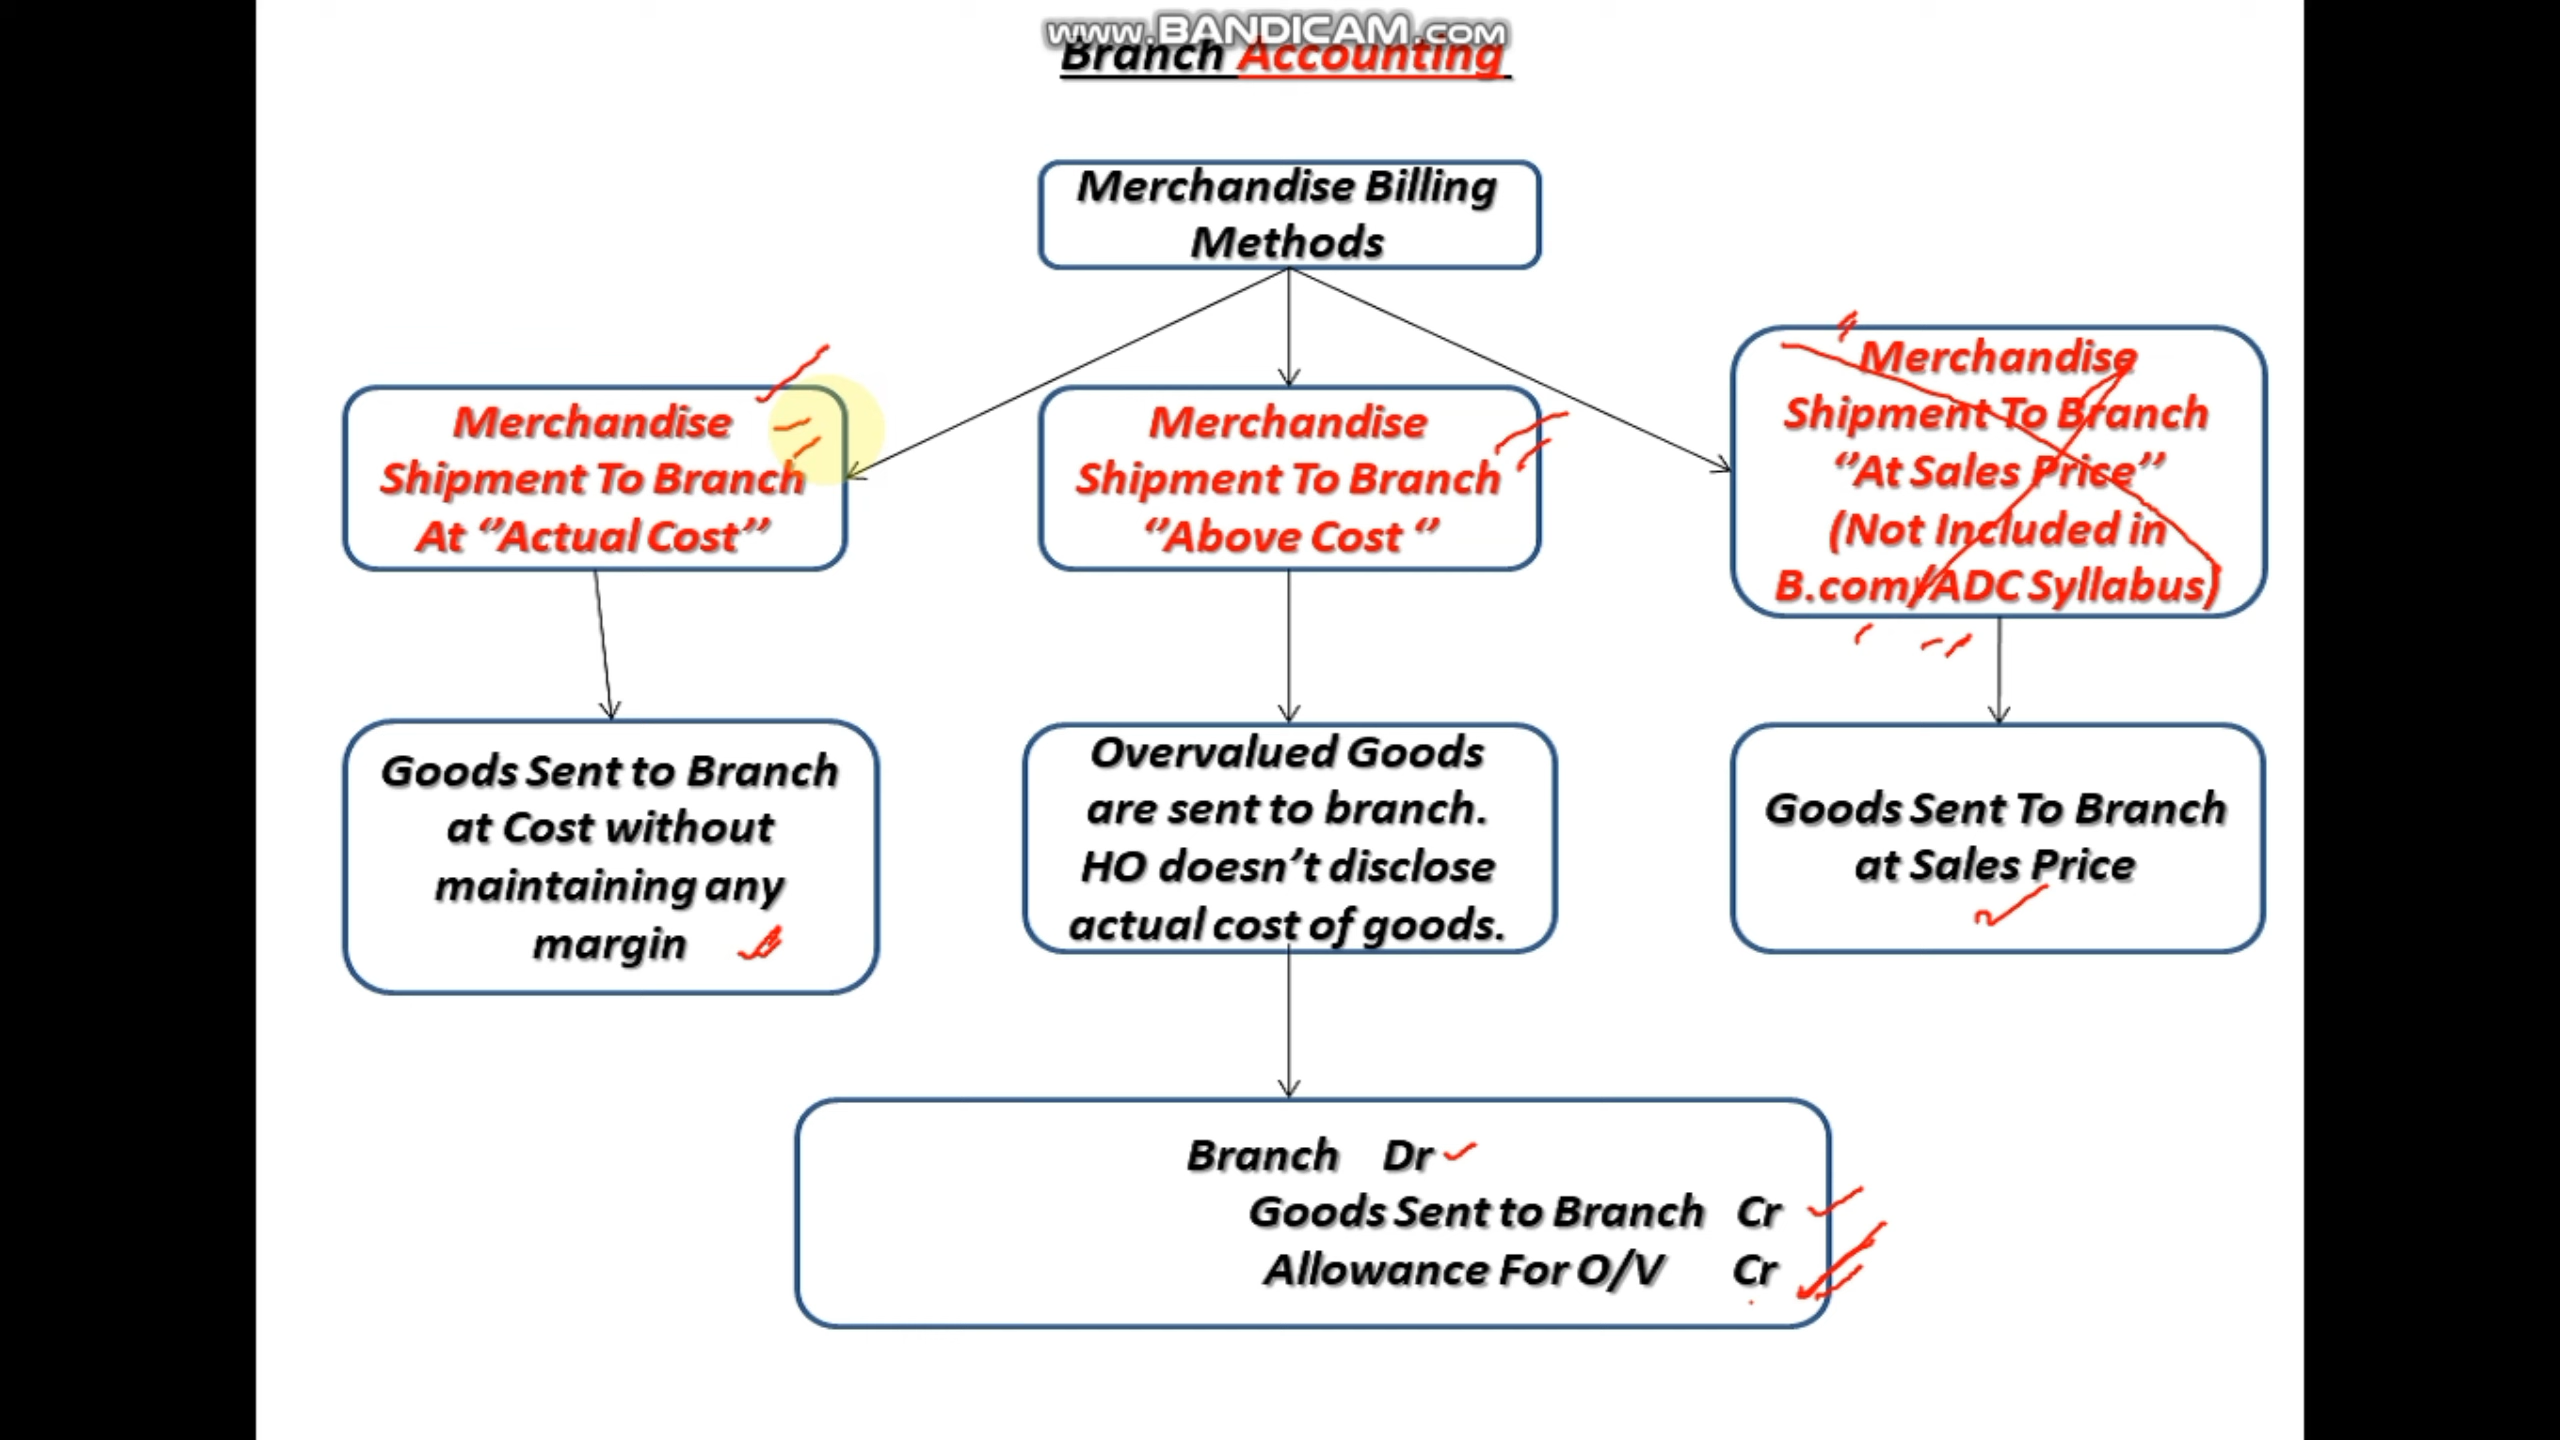 www.BANDICAM.com
Branch Accounting
Merchandise Billing
Methods
Merchandise
Shipment To Branch
At ‘’Actual Cost’’
Merchandise
Shipment To Branch
‘’Above Cost ‘’
Merchandise
Shipment To Branch
‘’At Sales Price’’
(Not Included in
B.com/ADC Syllabus)
Goods Sent to Branch
at Cost without
maintaining any
margin
Overvalued Goods
are sent to branch.
HO doesn’t disclose
actual cost of goods.
Goods Sent To Branch
at Sales Price
Branch Dr
Goods Sent to Branch Cr
Allowance For O/V Cr